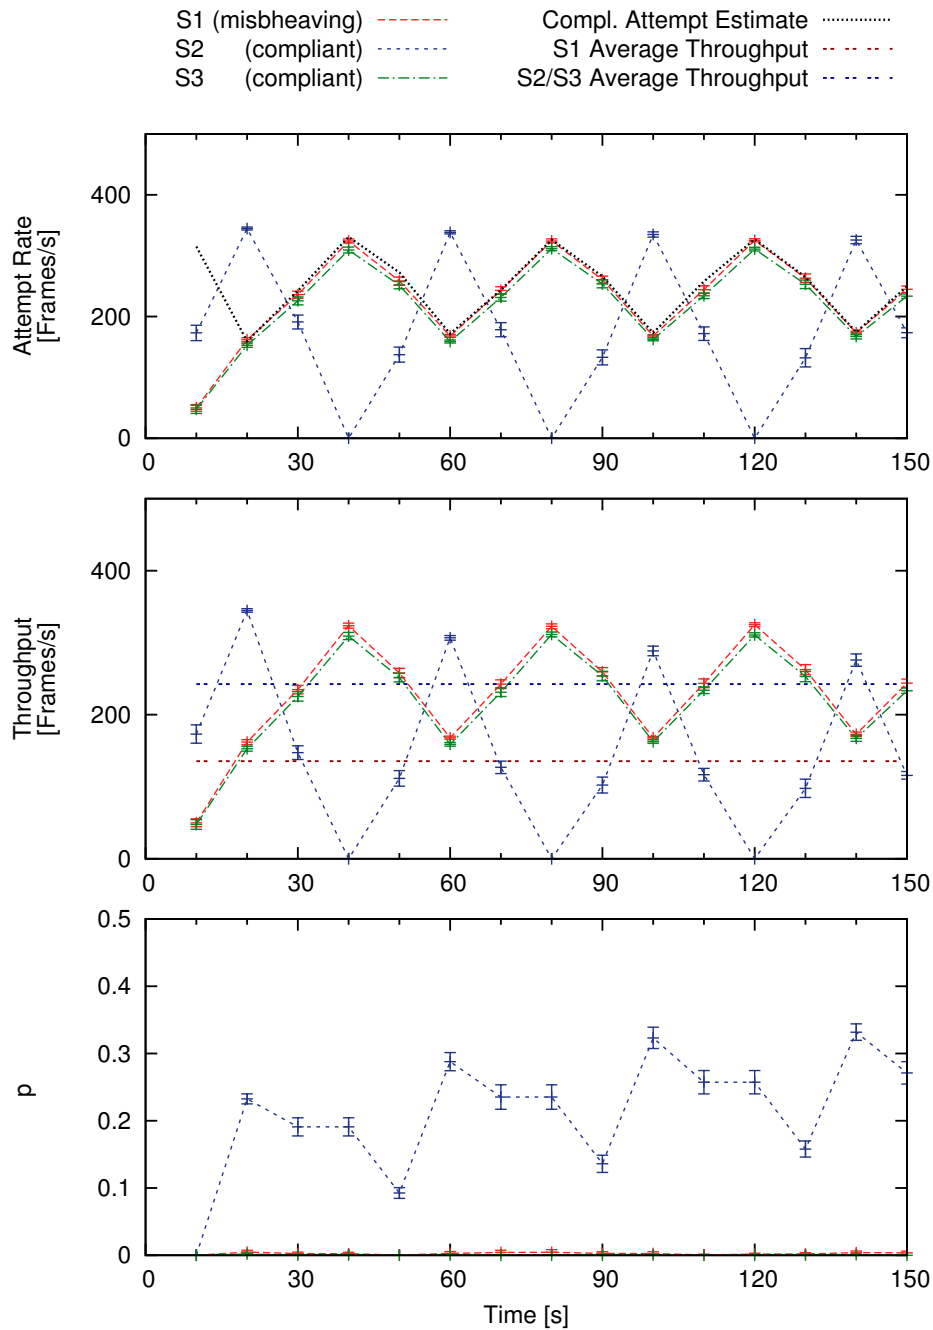 S1 (misbheaving)
S2 (compliant)
S3 (compliant)
Compl. Attempt Estimate
S1 Average Throughput
S2/S3 Average Throughput
Attempt Rate
[Frames/s]
400
200
0
0 30 60 90 120 150
Throughput
[Frames/s]
400
200
0
0 30 60 90 120 150
p
0.5
0.4
0.3
0.2
0.1
0
0 30 60 90 120 150
Time [s]